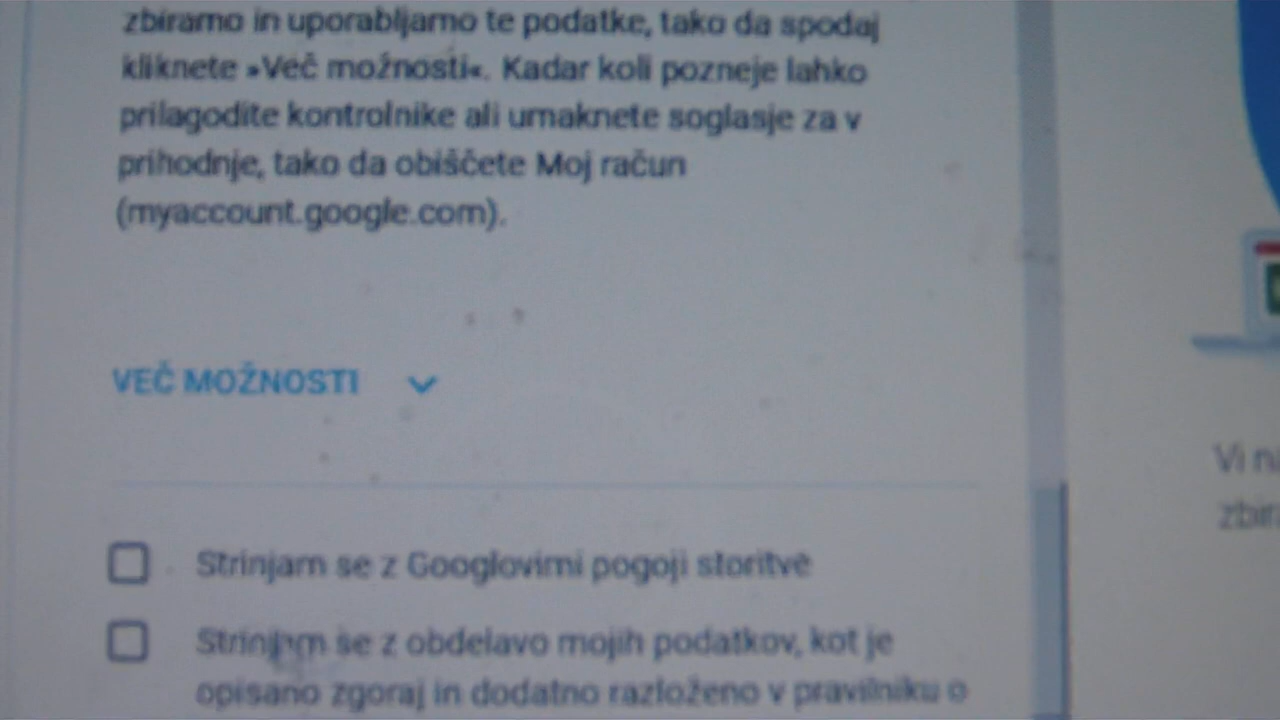 zbiramo in uporabljamo te podatke, tako da spodaj
kliknete »Več možnosti«. Kadar koli pozneje lahko
prilagodite kontrolnike ali umaknete soglasje za v
prihodnje, tako da obiščete Moj račun
(myaccount.google.com).
VEČ MOŽNOSTI
Strinjam se z Googlovimi pogoji storitve
Strinjam se z obdelavo mojih podatkov, kot je
opisano zgoraj in dodatno razloženo v pravilniku o
Vi